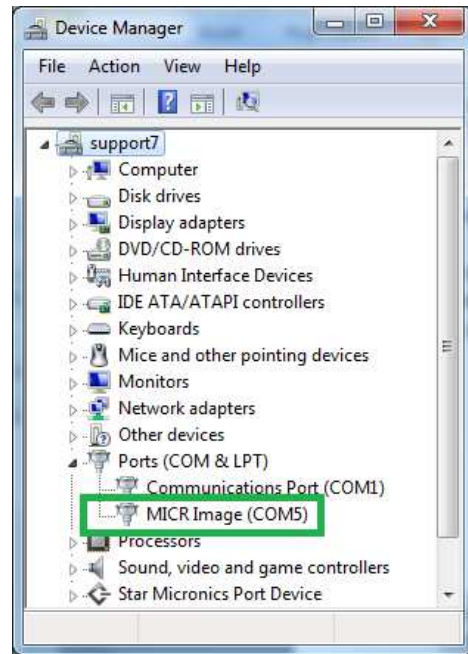 Device Manager
File Action View Help
support7
Computer
Disk drives
Display adapters
DVD/CD-ROM drives
Human Interface Devices
IDE ATA/ATAPI controllers
Keyboards
Mice and other pointing devices
Monitors
Network adapters
Other devices
Ports (COM & LPT)
Communications Port (COM1)
MICR Image (COM5)
Processors
Sound, video and game controllers
Star Micronics Port Device